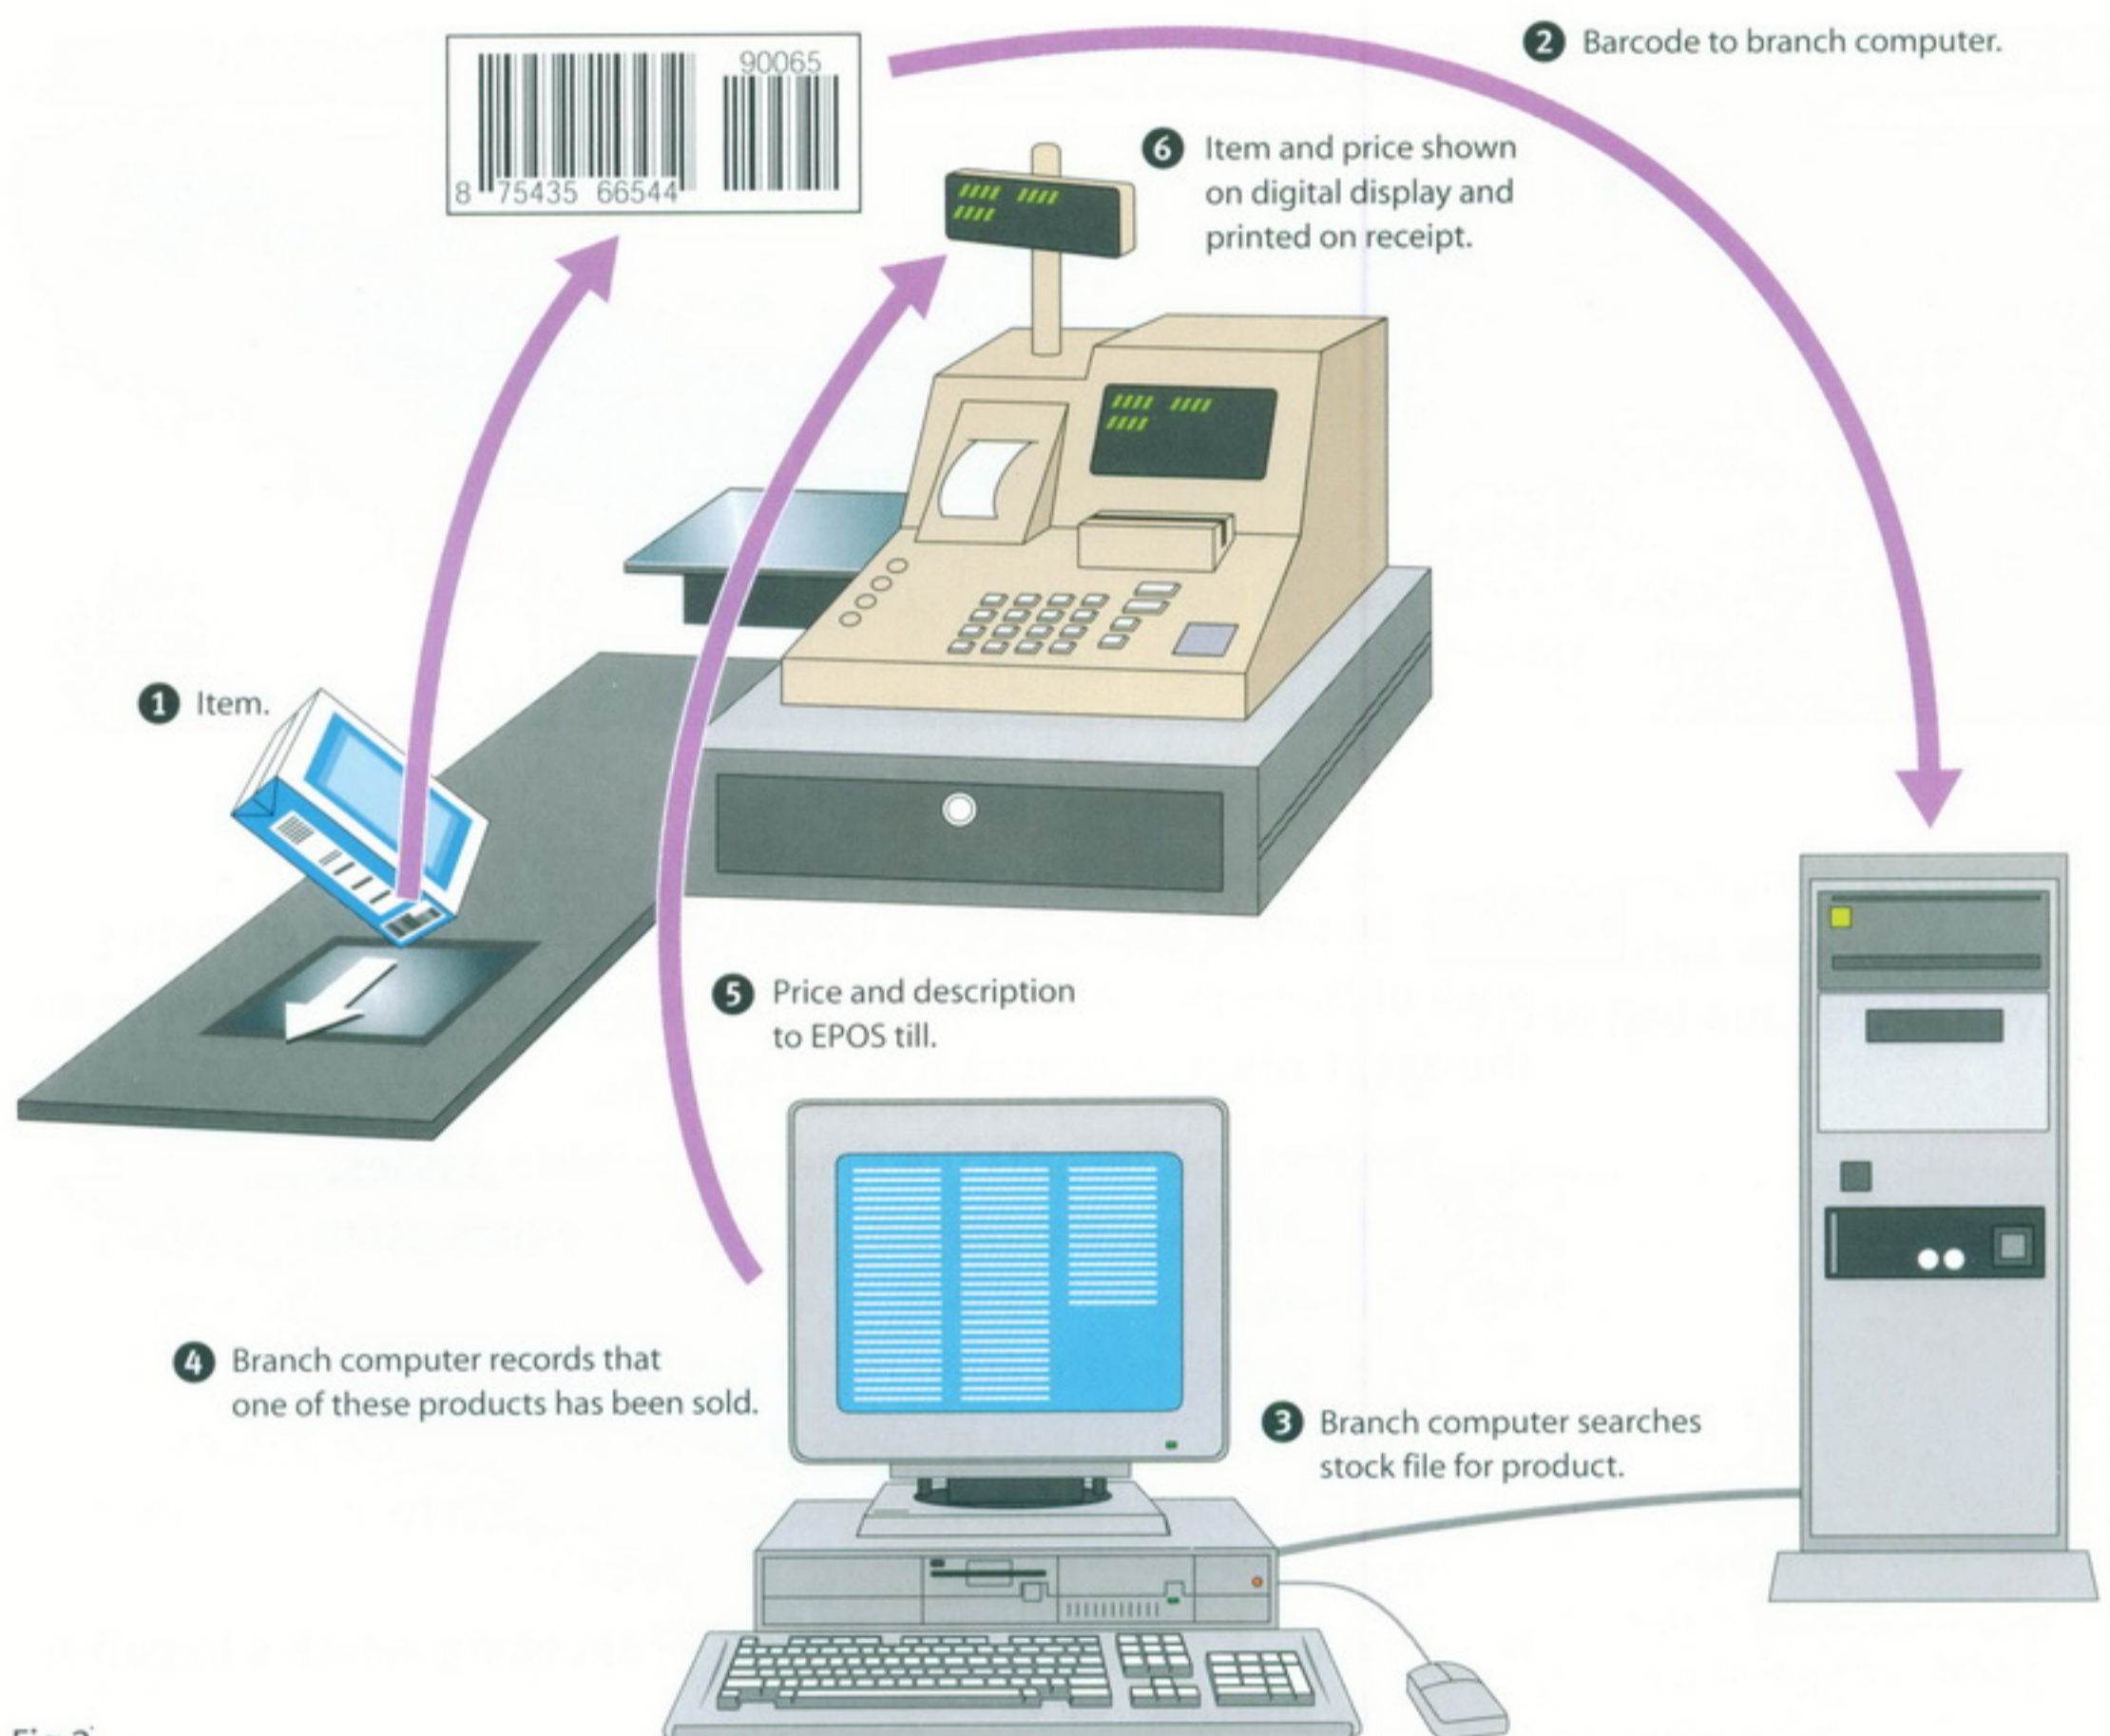 2 Barcode to branch computer.
90065
8 75435 66544
6 Item and price shown
on digital display and
printed on receipt.
1 Item.
5 Price and description
to EPOS till.
4 Branch computer records that
one of these products has been sold.
3 Branch computer searches
stock file for product.